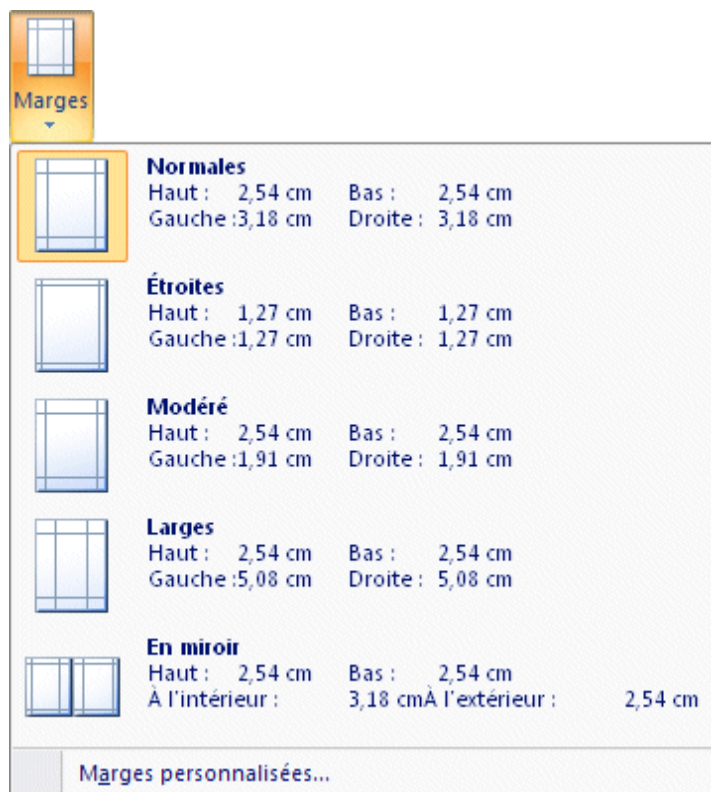 Marges
Normales
Haut : 2,54 cm Bas : 2,54 cm
Gauche :3,18 cm Droite : 3,18 cm
Étroites
Haut : 1,27 cm Bas : 1,27 cm
Gauche :1,27 cm Droite : 1,27 cm
Modéré
Haut : 2,54 cm Bas : 2,54 cm
Gauche :1,91 cm Droite : 1,91 cm
Larges
Haut : 2,54 cm Bas : 2,54 cm
Gauche :5,08 cm Droite : 5,08 cm
En miroir
Haut : 2,54 cm Bas : 2,54 cm
À l'intérieur : 3,18 cmÀ l'extérieur : 2,54 cm
Marges personnalisées...